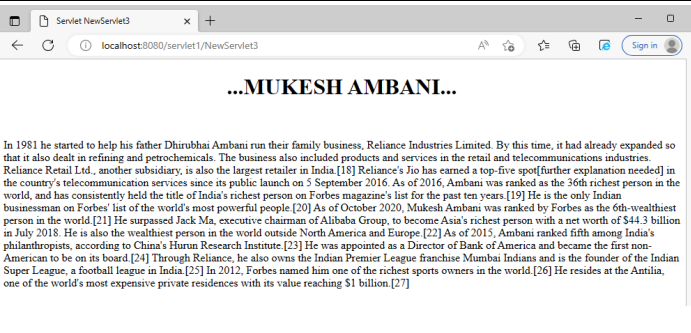 Servlet NewServlet3
localhost:8080/servlet1/NewServlet3
Sign in
...MUKESH AMBANI...
In 1981 he started to help his father Dhirubhai Ambani run their family business, Reliance Industries Limited. By this time, it had already expanded so
that it also dealt in refining and petrochemicals. The business also included products and services in the retail and telecommunications industries.
Reliance Retail Ltd., another subsidiary, is also the largest retailer in India.[18] Reliance's Jio has earned a top-five spot[further explanation needed] in
the country's telecommunication services since its public launch on 5 September 2016. As of 2016, Ambani was ranked as the 36th richest person in the
world, and has consistently held the title of India's richest person on Forbes magazine's list for the past ten years.[19] He is the only Indian
businessman on Forbes' list of the world's most powerful people.[20] As of October 2020, Mukesh Ambani was ranked by Forbes as the 6th-wealthiest
person in the world.[21] He surpassed Jack Ma, executive chairman of Alibaba Group, to become Asia's richest person with a net worth of $44.3 billion
in July 2018. He is also the wealthiest person in the world outside North America and Europe.[22] As of 2015, Ambani ranked fifth among India's
philanthropists, according to China's Hurun Research Institute.[23] He was appointed as a Director of Bank of America and became the first non-
American to be on its board.[24] Through Reliance, he also owns the Indian Premier League franchise Mumbai Indians and is the founder of the Indian
Super League, a football league in India.[25] In 2012, Forbes named him one of the richest sports owners in the world.[26] He resides at the Antilia,
one of the world's most expensive private residences with its value reaching $1 billion.[27]